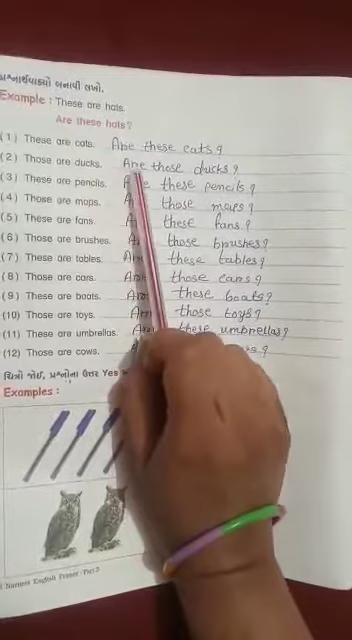 પ્રશ્નાર્થવાક્યો બનાવી લખો.
Example : These are hats.
Are these hats?
(1) These are cats. Are these cats?
(2) Those are ducks. Are those ducks?
(3) These are pencils. these pencils?
(4) Those are maps. those maps?
(5) These are fans. these fans?
(6) Those are brushes. those brushes?
(7) These are tables. these tables?
(8) Those are cars. those cars?
(9) These are boats. these boats?
(10) Those are toys. those toys?
(11) These are umbrellas. these umbrellas?
(12) Those are cows.
ચિત્રો જોઈ, પ્રશ્નોના ઉત્તર Yes
Examples :
English Primer - Part 3